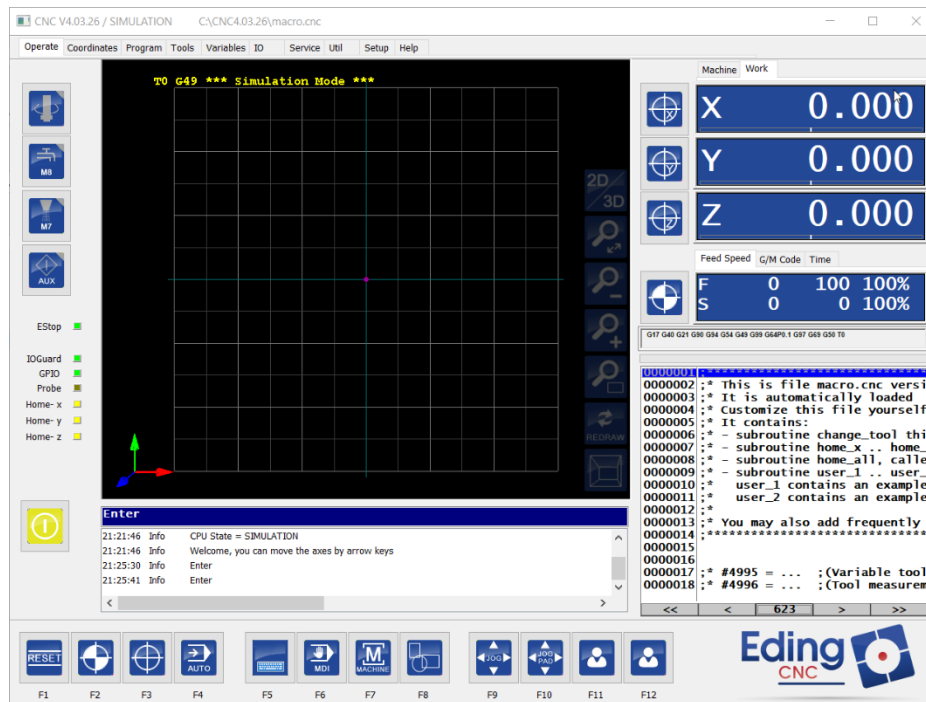 CNC V4.03.26 / SIMULATION C:\CNC4.03.26\macro.cnc
Operate Coordinates Program Tools Variables IO Service Util Setup Help
T0 G49 *** Simulation Mode ***
M8
M7
AUX
EStop
IOGuard
GPIO
Probe
Home- x
Home- y
Home- z
2D/3D
REDRAW
Machine Work
X 0.000
Y 0.000
Z 0.000
Feed Speed G/M Code Time
F 0 100 100%
S 0 0 100%
G17 G40 G21 G90 G94 G54 G49 G99 G64P0.1 G97 G69 G50 T0
0000001;******************************
0000002;* This is file macro.cnc versi
0000003;* It is automatically loaded
0000004;* Customize this file yourself
0000005;* It contains:
0000006;* - subroutine change_tool thi
0000007;* - subroutine home_x .. home_
0000008;* - subroutine home_all, calle
0000009;* - subroutine user_1 .. user_
0000010;*   user_1 contains an example
0000011;*   user_2 contains an example
0000012;*
0000013;* You may also add frequently
0000014;******************************
0000015
0000016
0000017;* #4995 = ... ;(Variable tool
0000018;* #4996 = ... ;(Tool measurem
<< < 623 > >>
Enter
21:21:46 Info CPU State = SIMULATION
21:21:46 Info Welcome, you can move the axes by arrow keys
21:25:30 Info Enter
21:25:41 Info Enter
RESET AUTO MDI MACHINE JOG JOG PAD
F1 F2 F3 F4 F5 F6 F7 F8 F9 F10 F11 F12
Eding
CNC